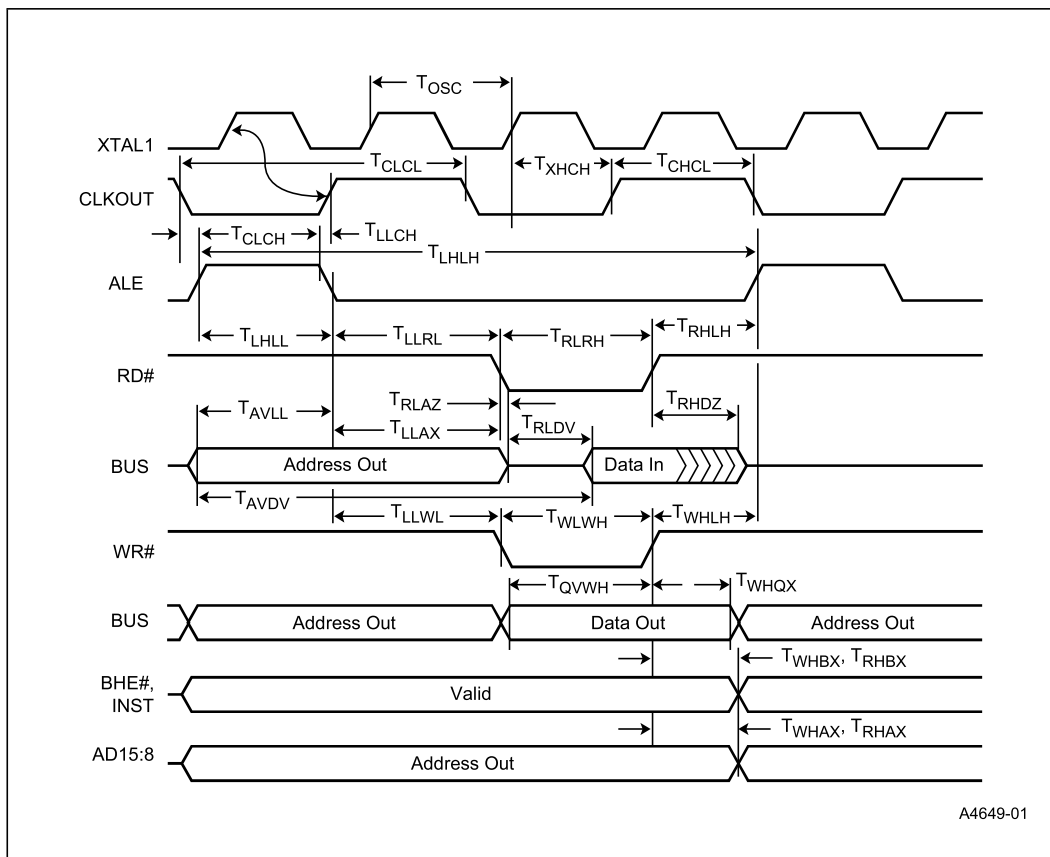 TOSC
XTAL1
TCLCL
TXHCH
TCHCL
CLKOUT
TCLCH
TLLCH
TLHLH
ALE
TLHLL
TLLRL
TRLRH
TRHLH
RD#
TAVLL
TRLAZ
TRHDZ
TLLAX
TRLDV
BUS
Address Out
Data In
TAVDV
TLLWL
TWLWH
TWHLH
WR#
TQVWH
TWHQX
BUS
Address Out
Data Out
Address Out
TWHBX, TRHBX
BHE#,
INST
Valid
TWHAX, TRHAX
AD15:8
Address Out
A4649-01